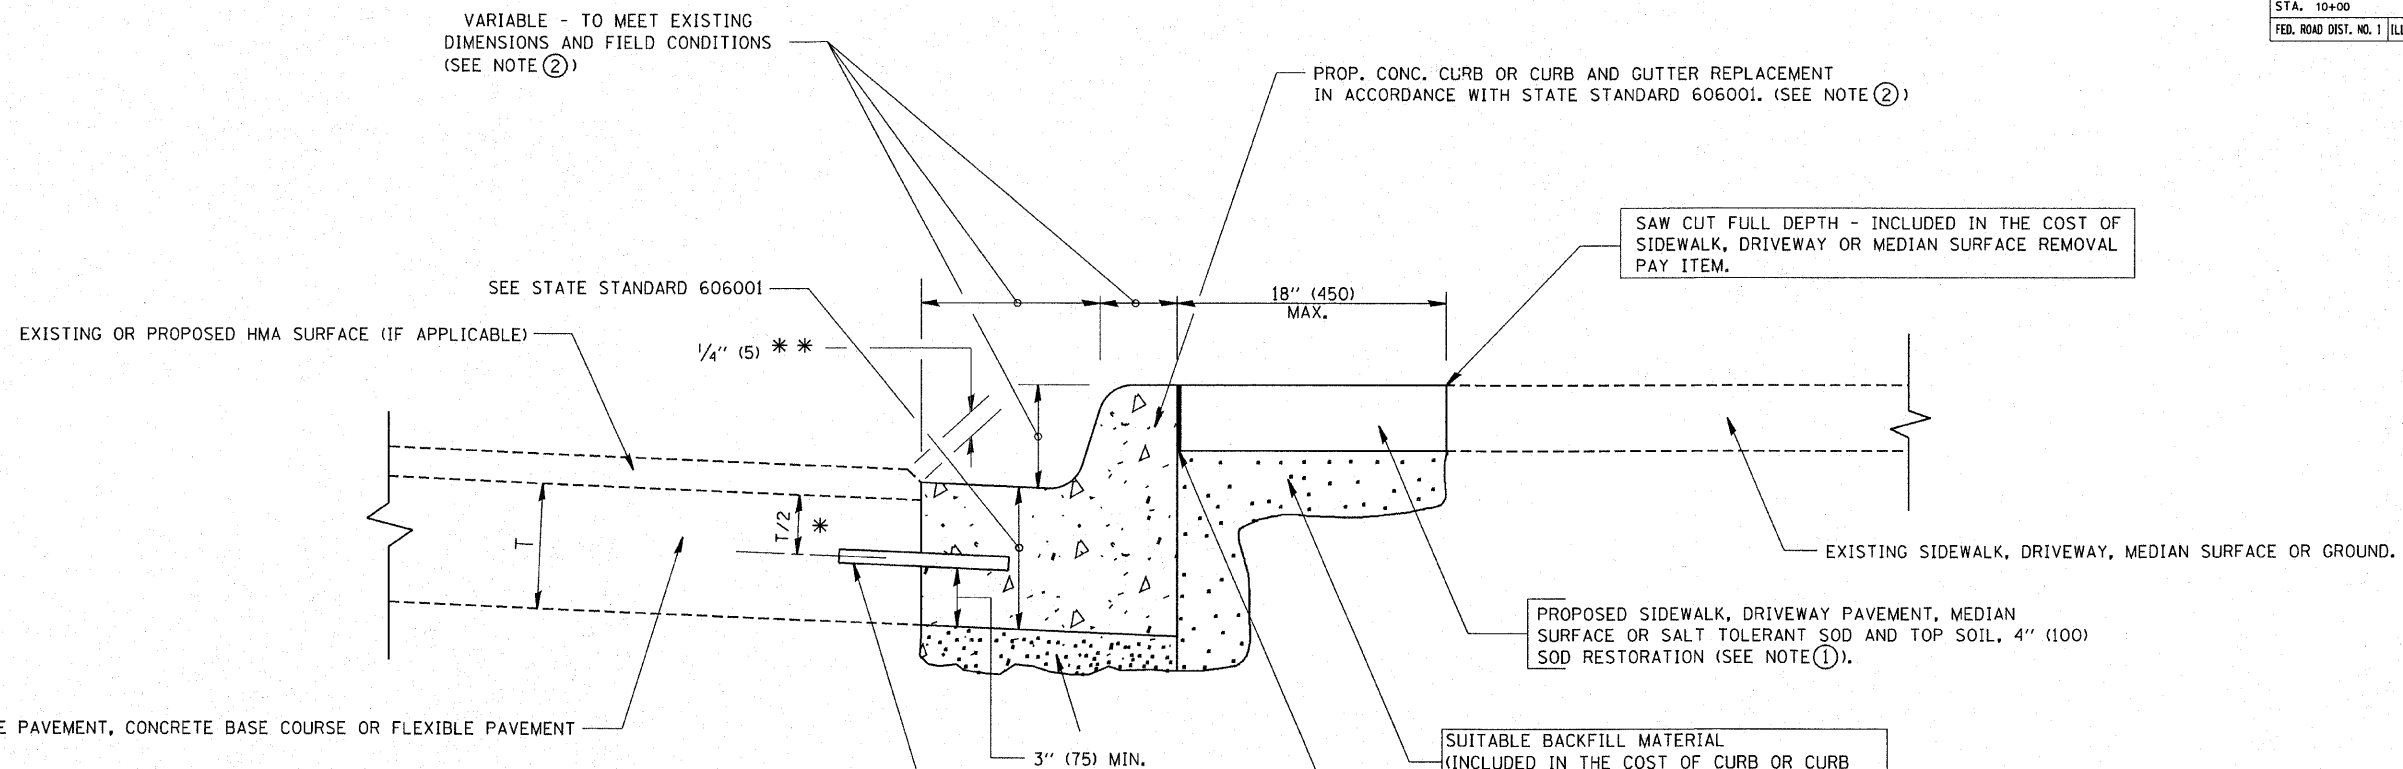 STA. 10+00
FED. ROAD DIST. NO. 1
VARIABLE - TO MEET EXISTING
DIMENSIONS AND FIELD CONDITIONS
(SEE NOTE ②)
PROP. CONC. CURB OR CURB AND GUTTER REPLACEMENT
IN ACCORDANCE WITH STATE STANDARD 606001. (SEE NOTE ②)
SAW CUT FULL DEPTH - INCLUDED IN THE COST OF
SIDEWALK, DRIVEWAY OR MEDIAN SURFACE REMOVAL
PAY ITEM.
SEE STATE STANDARD 606001
18" (450)
MAX.
EXISTING OR PROPOSED HMA SURFACE (IF APPLICABLE)
1/4" (5) * *
T
T/2 *
EXISTING SIDEWALK, DRIVEWAY, MEDIAN SURFACE OR GROUND.
PROPOSED SIDEWALK, DRIVEWAY PAVEMENT, MEDIAN
SURFACE OR SALT TOLERANT SOD AND TOP SOIL, 4" (100)
SOD RESTORATION (SEE NOTE ①).
PAVEMENT, CONCRETE BASE COURSE OR FLEXIBLE PAVEMENT
3" (75) MIN.
SUITABLE BACKFILL MATERIAL
(INCLUDED IN THE COST OF CURB OR CURB